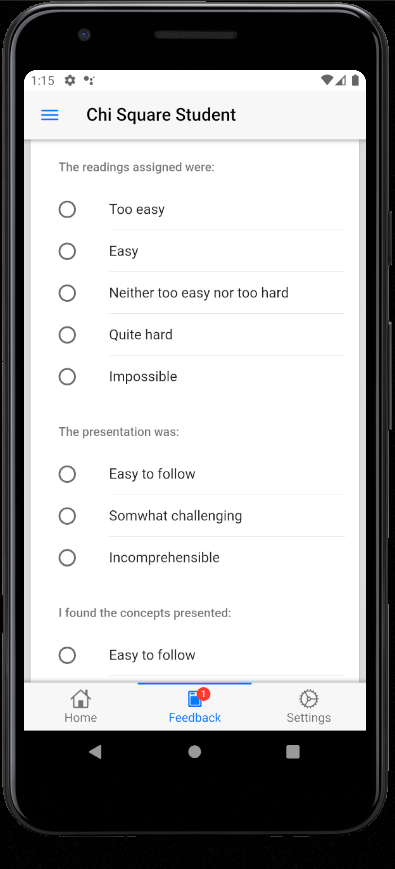 1:15
Chi Square Student
The readings assigned were:
Too easy
Easy
Neither too easy nor too hard
Quite hard
Impossible
The presentation was:
Easy to follow
Somwhat challenging
Incomprehensible
I found the concepts presented:
Easy to follow
1
Home Feedback Settings